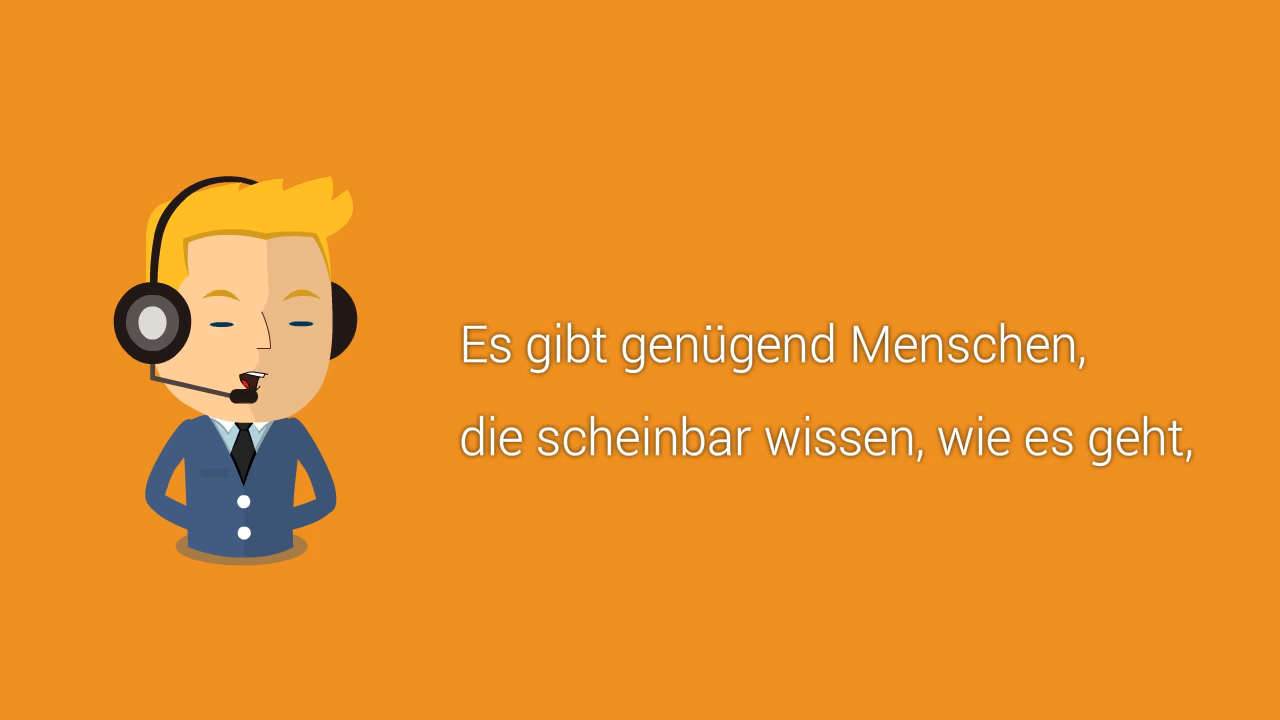 Es gibt genügend Menschen,
die scheinbar wissen, wie es geht,